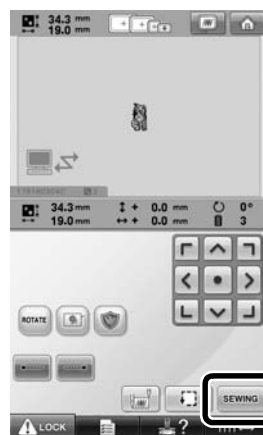 34.3 mm
19.0 mm
34.3 mm ↕ + 0.0 mm 0°
19.0 mm ↔ + 0.0 mm 3
ROTATE
SEWING
LOCK ?